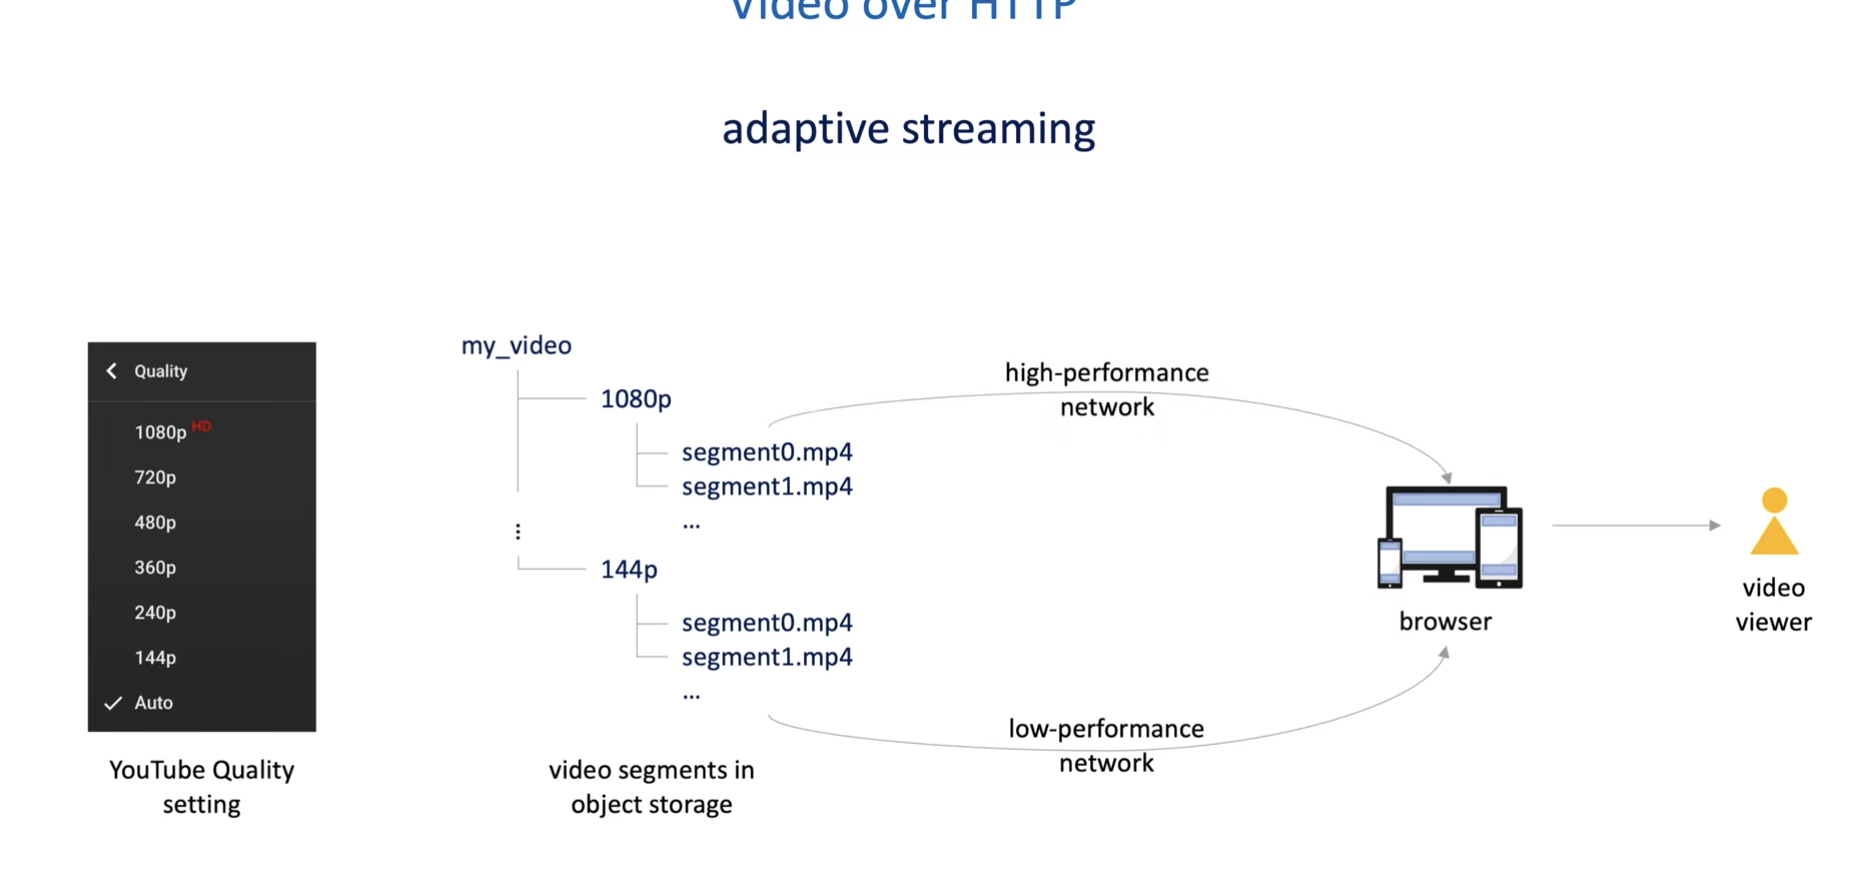 Video over HTTP
adaptive streaming
Quality
1080p HD
720p
480p
360p
240p
144p
Auto
YouTube Quality
setting
my_video
1080p
segment0.mp4
segment1.mp4
...
144p
segment0.mp4
segment1.mp4
...
video segments in
object storage
high-performance
network
low-performance
network
browser
video
viewer